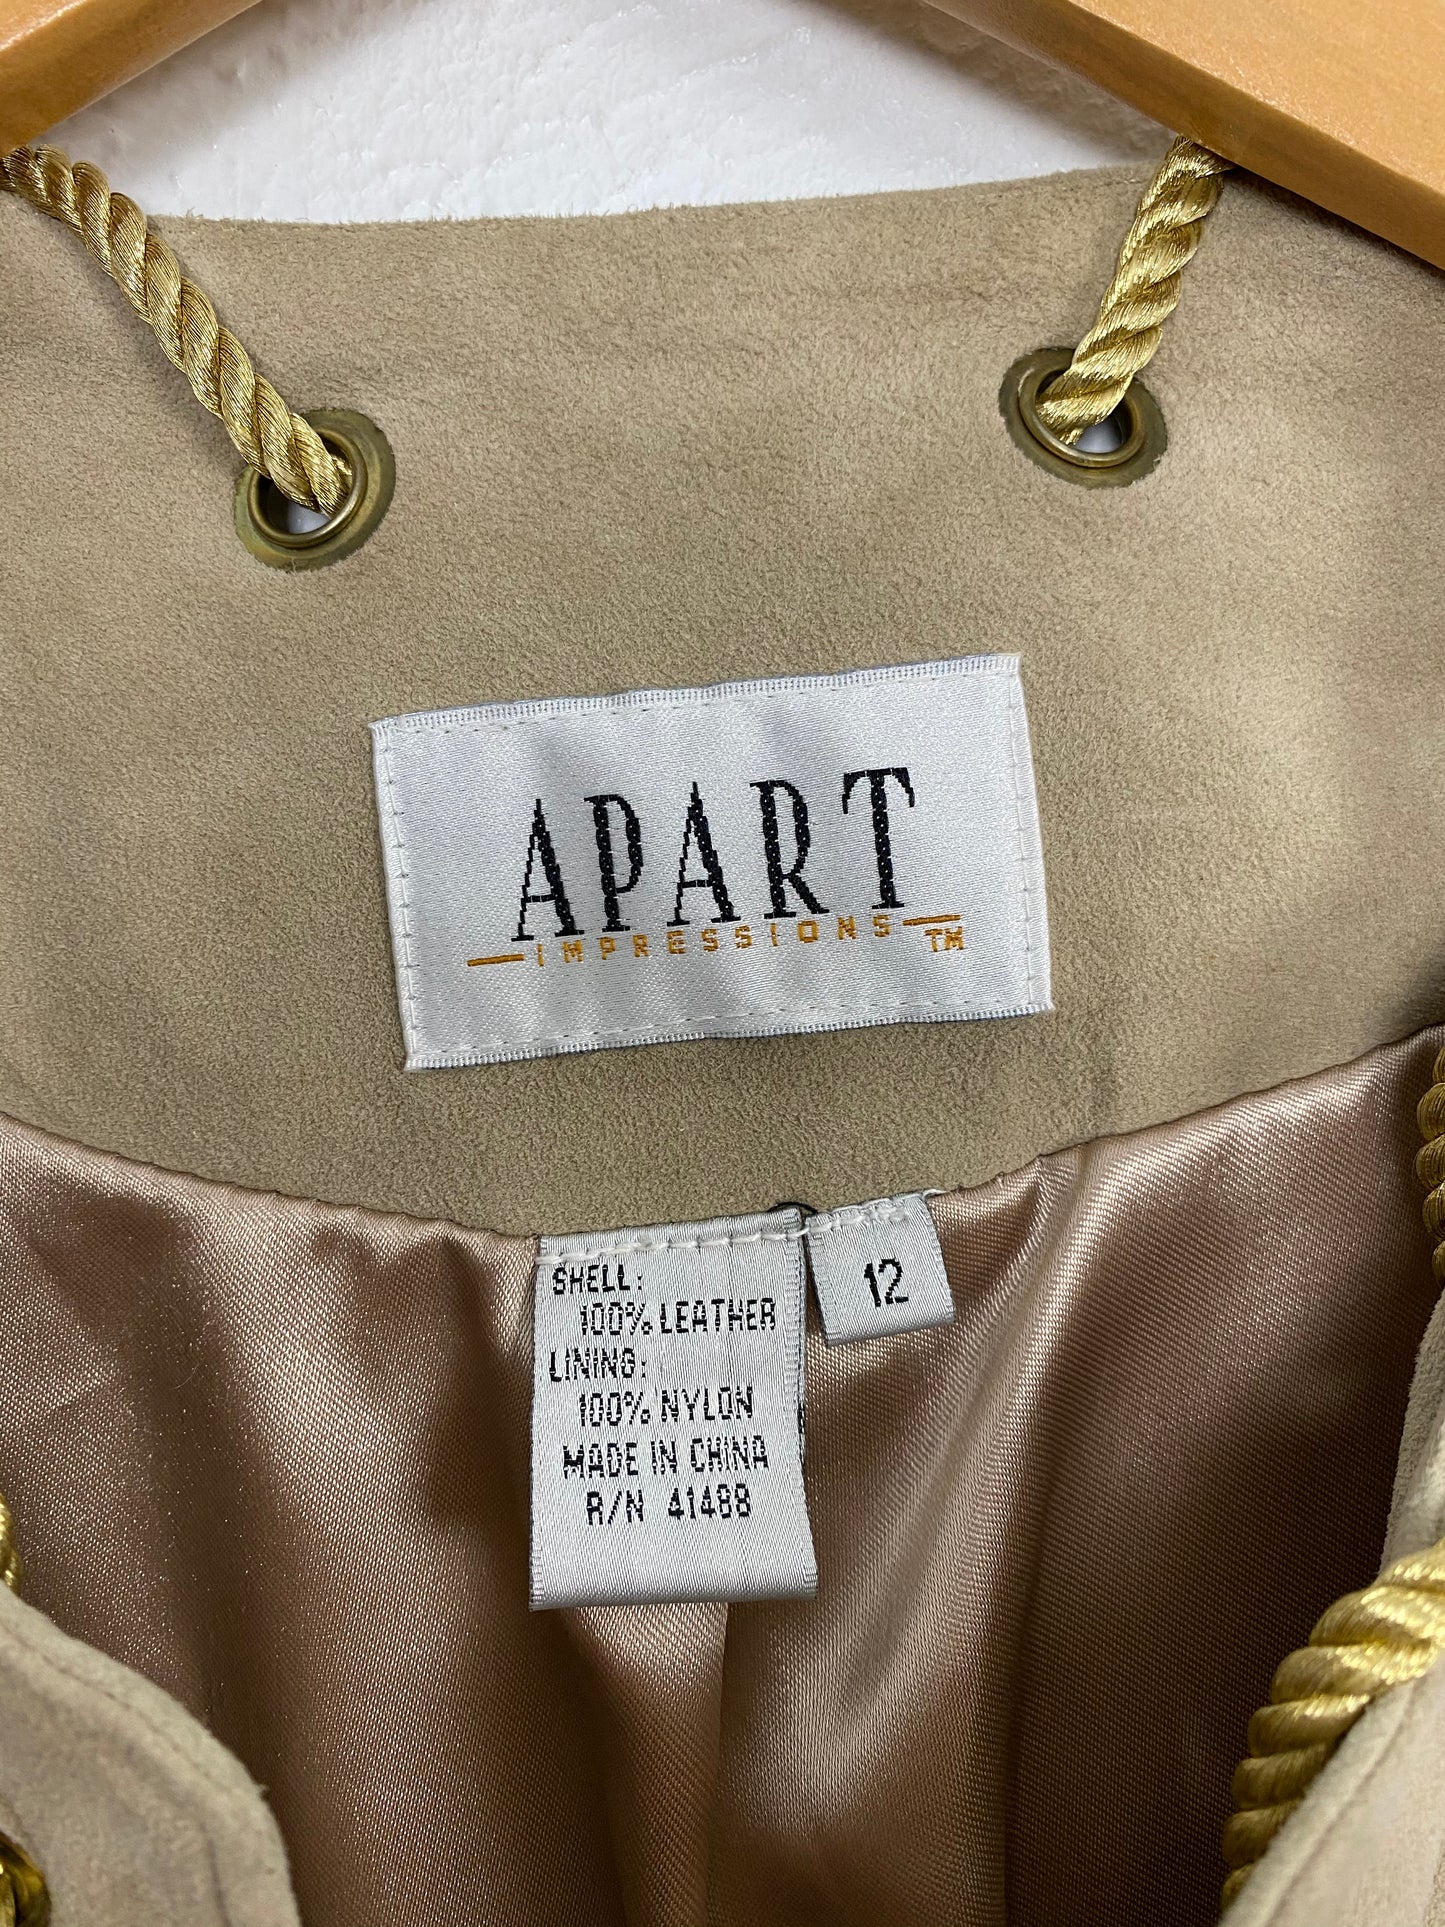 APART
IMPRESSIONS TM
12
SHELL:
100% LEATHER
LINING:
100% NYLON
MADE IN CHINA
R/N 41488